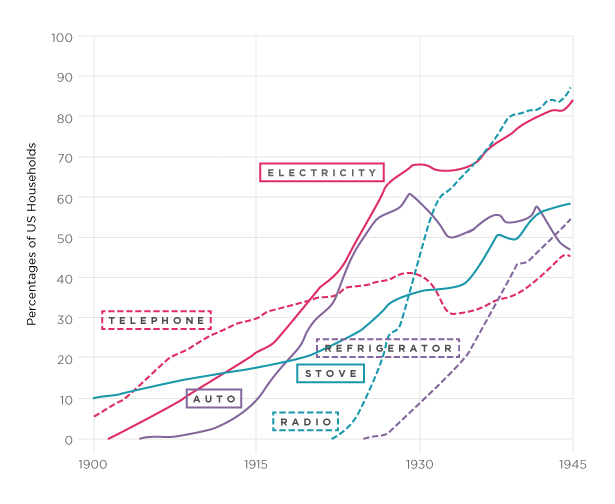 100
90
80
70
60
50
40
30
20
10
0
Percentages of US Households
ELECTRICITY
TELEPHONE
REFRIGERATOR
STOVE
AUTO
RADIO
1900
1915
1930
1945